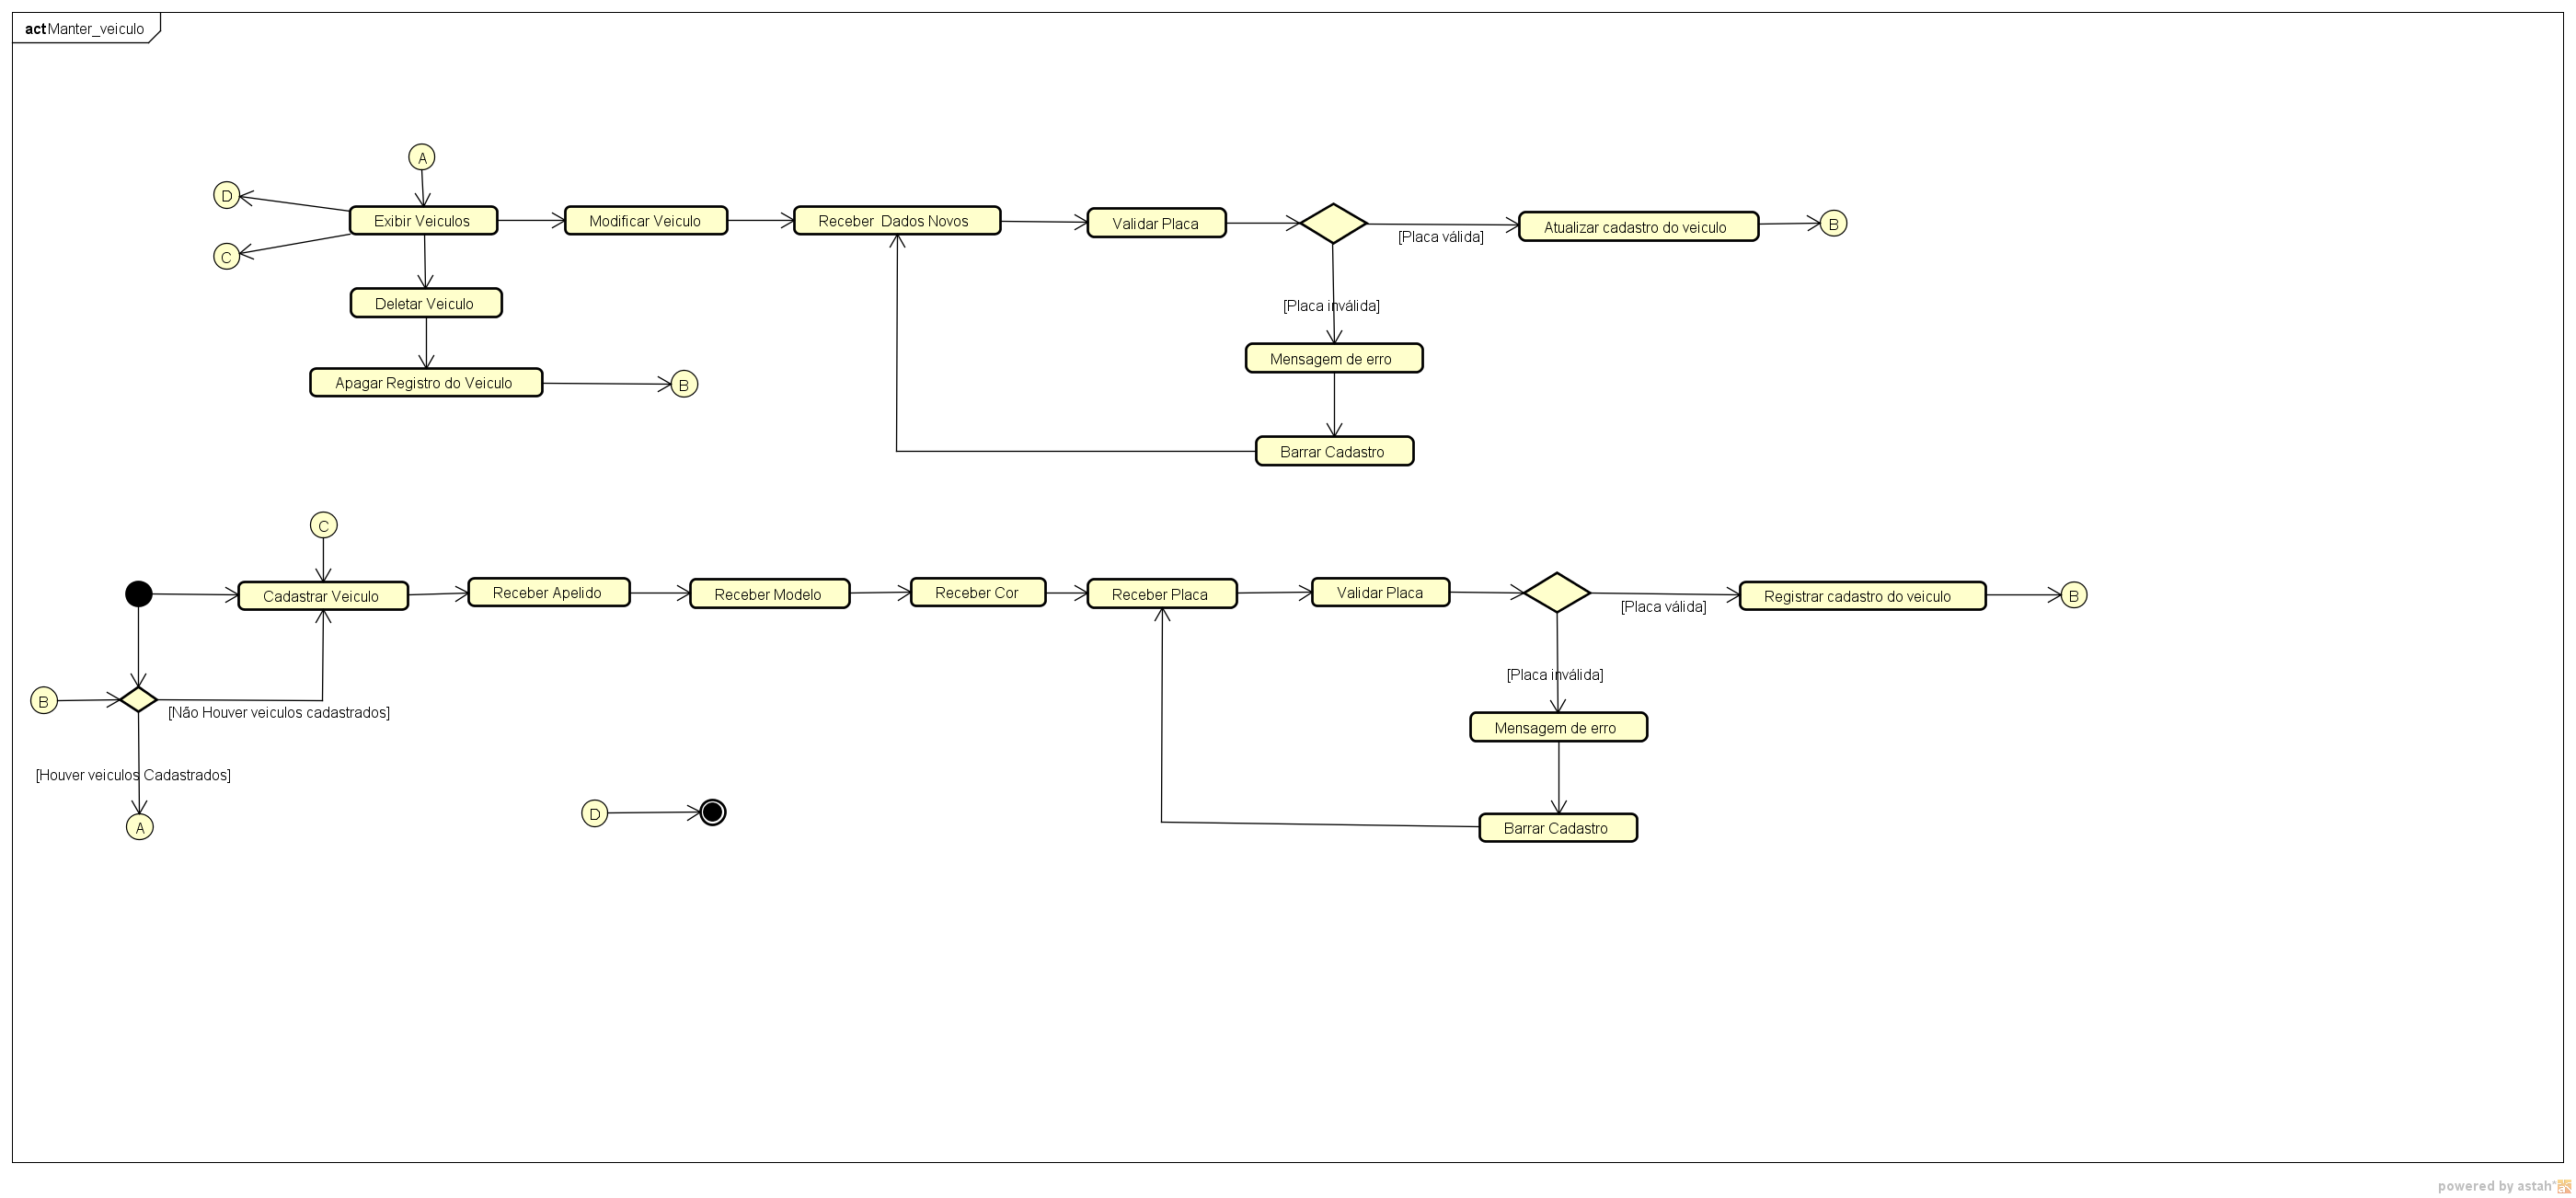 act Manter_veiculo
A
D
Exibir Veiculos
Modificar Veiculo
Receber  Dados Novos
Validar Placa
[Placa válida]
Atualizar cadastro do veiculo
B
C
Deletar Veiculo
[Placa inválida]
Mensagem de erro
Apagar Registro do Veiculo
B
Barrar Cadastro
C
Cadastrar Veiculo
Receber Apelido
Receber Modelo
Receber Cor
Receber Placa
Validar Placa
[Placa válida]
Registrar cadastro do veiculo
B
[Placa inválida]
B
[Não Houver veiculos cadastrados]
Mensagem de erro
[Houver veiculos Cadastrados]
A
D
Barrar Cadastro
powered by astah*